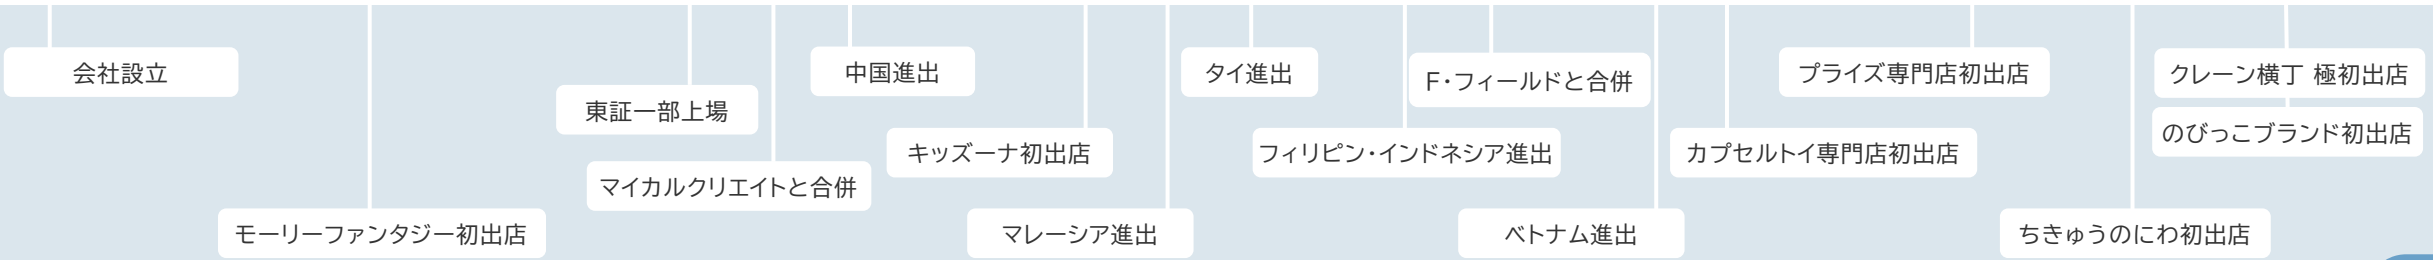 会社設立
モーリーファンタジー初出店
東証一部上場
マイカルクリエイトと合併
中国進出
キッズーナ初出店
マレーシア進出
タイ進出
フィリピン・インドネシア進出
F・フィールドと合併
ベトナム進出
カプセルトイ専門店初出店
プライズ専門店初出店
ちきゅうのにわ初出店
クレーン横丁 極初出店
のびっこブランド初出店